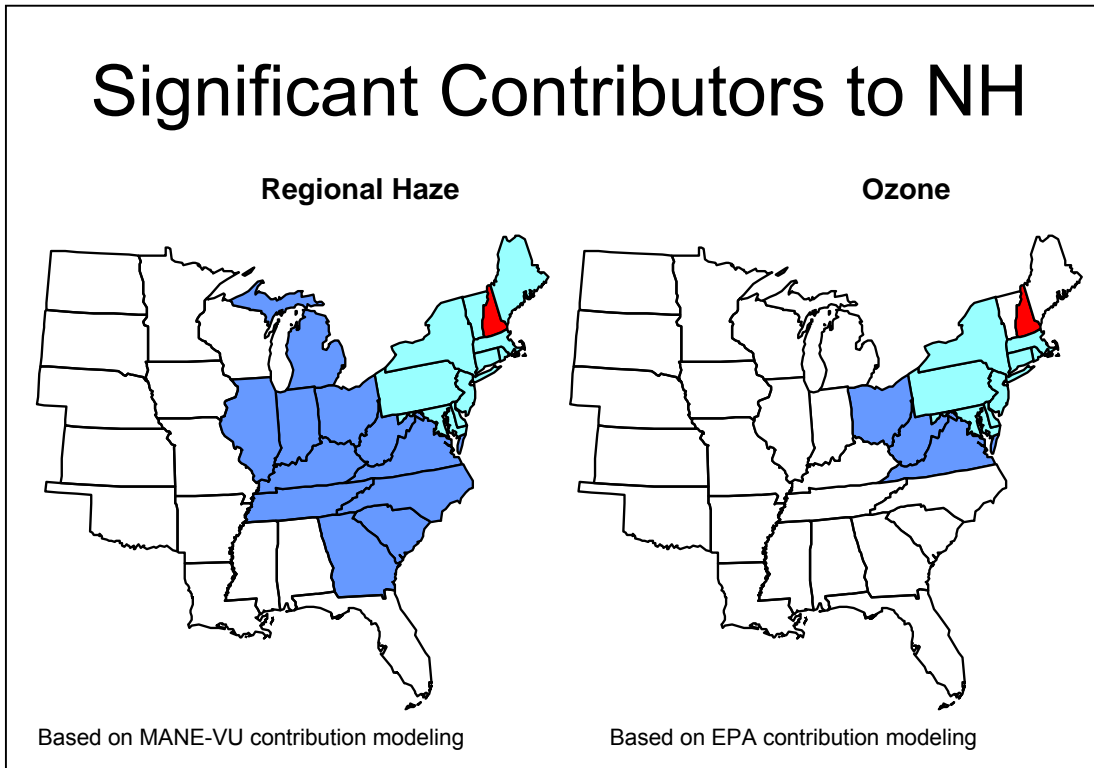 Significant Contributors to NH
Regional Haze
Ozone
Based on MANE-VU contribution modeling
Based on EPA contribution modeling